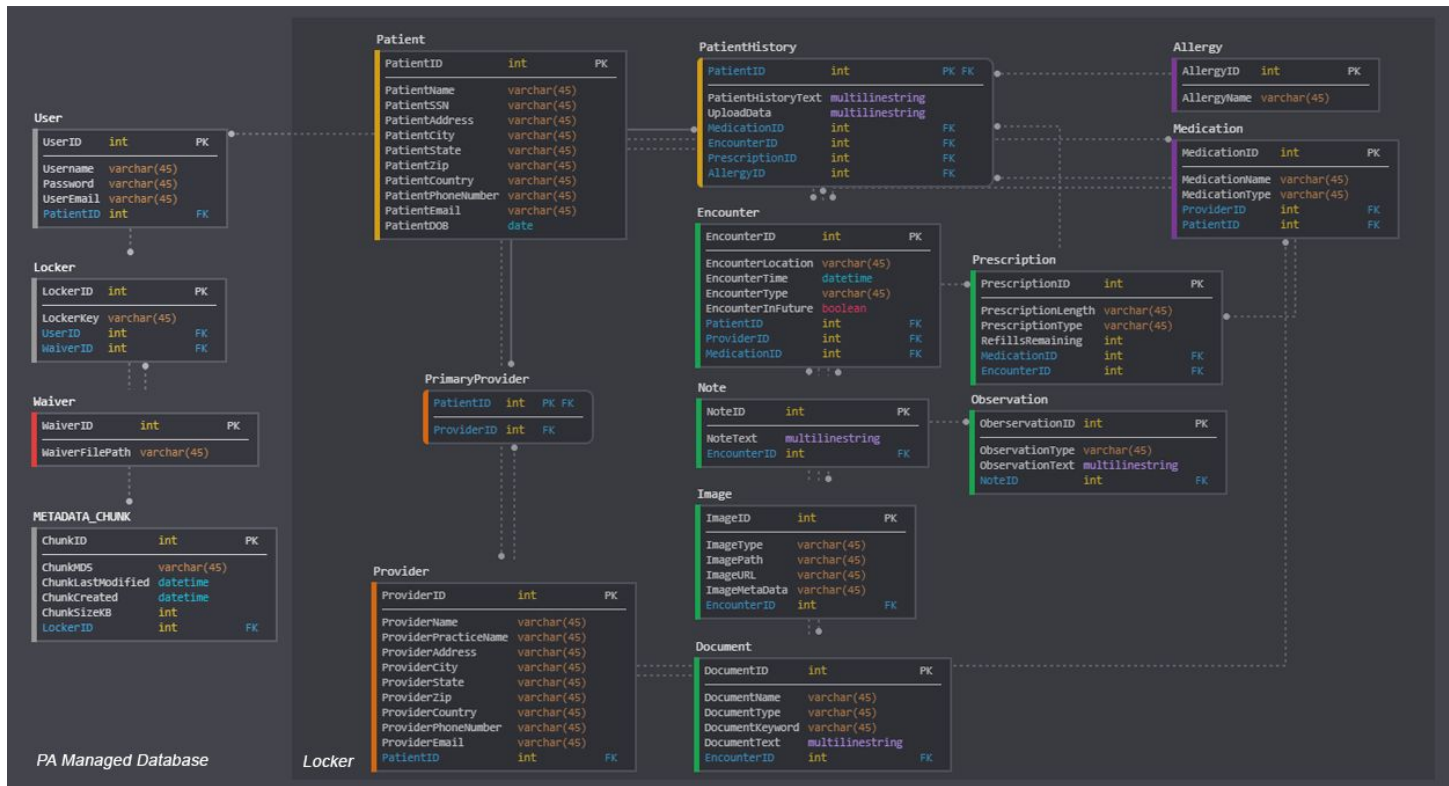 User
UserID int PK
Username varchar(45)
Password varchar(45)
UserEmail varchar(45)
PatientID int FK
Locker
LockerID int PK
LockerKey varchar(45)
UserID int FK
WaiverID int FK
Waiver
WaiverID int PK
WaiverFilePath varchar(45)
METADATA_CHUNK
ChunkID int PK
ChunkMD5 varchar(45)
ChunkLastModified datetime
ChunkCreated datetime
ChunkSizeKB int
LockerID int FK
PA Managed Database
Patient
PatientID int PK
PatientName varchar(45)
PatientSSN varchar(45)
PatientAddress varchar(45)
PatientCity varchar(45)
PatientState varchar(45)
PatientZip varchar(45)
PatientCountry varchar(45)
PatientPhoneNumber varchar(45)
PatientEmail varchar(45)
PatientDOB date
PrimaryProvider
PatientID int PK FK
ProviderID int FK
Provider
ProviderID int PK
ProviderName varchar(45)
ProviderPracticeName varchar(45)
ProviderAddress varchar(45)
ProviderCity varchar(45)
ProviderState varchar(45)
ProviderZip varchar(45)
ProviderCountry varchar(45)
ProviderPhoneNumber varchar(45)
ProviderEmail varchar(45)
PatientID int FK
Locker
PatientHistory
PatientID int PK FK
PatientHistoryText multilinestring
UploadData multilinestring
MedicationID int FK
EncounterID int FK
PrescriptionID int FK
AllergyID int FK
Encounter
EncounterID int PK
EncounterLocation varchar(45)
EncounterTime datetime
EncounterType varchar(45)
EncounterInFuture boolean
PatientID int FK
ProviderID int FK
MedicationID int FK
Note
NoteID int PK
NoteText multilinestring
EncounterID int FK
Image
ImageID int PK
ImageType varchar(45)
ImagePath varchar(45)
ImageURL varchar(45)
ImageMetaData varchar(45)
EncounterID int FK
Document
DocumentID int PK
DocumentName varchar(45)
DocumentType varchar(45)
DocumentKeyword varchar(45)
DocumentText multilinestring
EncounterID int FK
Allergy
AllergyID int PK
AllergyName varchar(45)
Medication
MedicationID int PK
MedicationName varchar(45)
MedicationType varchar(45)
ProviderID int FK
PatientID int FK
Prescription
PrescriptionID int PK
PrescriptionLength varchar(45)
PrescriptionType varchar(45)
RefillsRemaining int
MedicationID int FK
EncounterID int FK
Observation
OberservationID int PK
ObservationType varchar(45)
ObservationText multilinestring
NoteID int FK